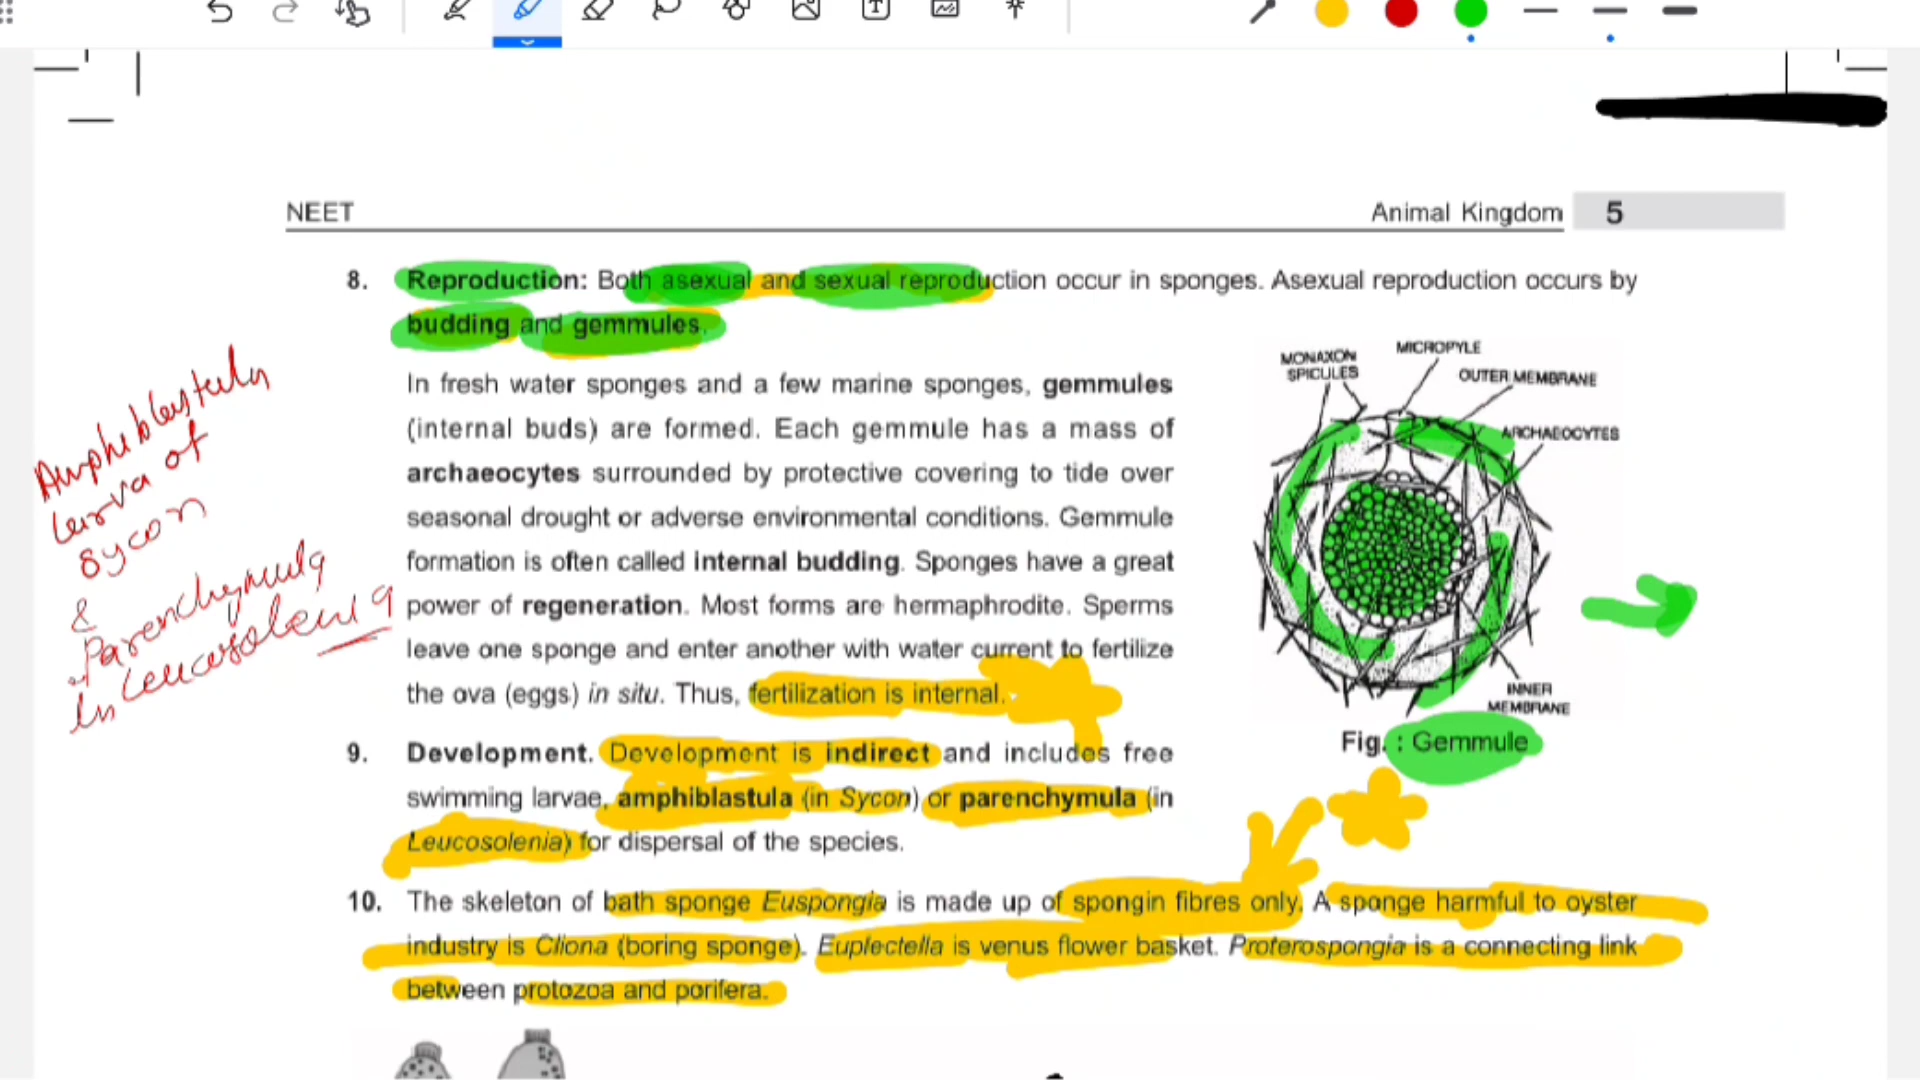 NEET
Animal Kingdom 5
8. Reproduction: Both asexual and sexual reproduction occur in sponges. Asexual reproduction occurs by
budding and gemmules.
In fresh water sponges and a few marine sponges, gemmules
(internal buds) are formed. Each gemmule has a mass of
archaeocytes surrounded by protective covering to tide over
seasonal drought or adverse environmental conditions. Gemmule
formation is often called internal budding. Sponges have a great
power of regeneration. Most forms are hermaphrodite. Sperms
leave one sponge and enter another with water current to fertilize
the ova (eggs) in situ. Thus, fertilization is internal.
MONAXON
SPICULES
MICROPYLE
OUTER MEMBRANE
ARCHAEOCYTES
INNER
MEMBRANE
Fig. : Gemmule
Amphiblastula
larva of
Sycon
&
Parenchymula
in Leucosolenia
9. Development. Development is indirect and includes free
swimming larvae, amphiblastula (in Sycon) or parenchymula (in
Leucosolenia) for dispersal of the species.
10. The skeleton of bath sponge Euspongia is made up of spongin fibres only. A sponge harmful to oyster
industry is Cliona (boring sponge). Euplectella is venus flower basket. Proterospongia is a connecting link
between protozoa and porifera.